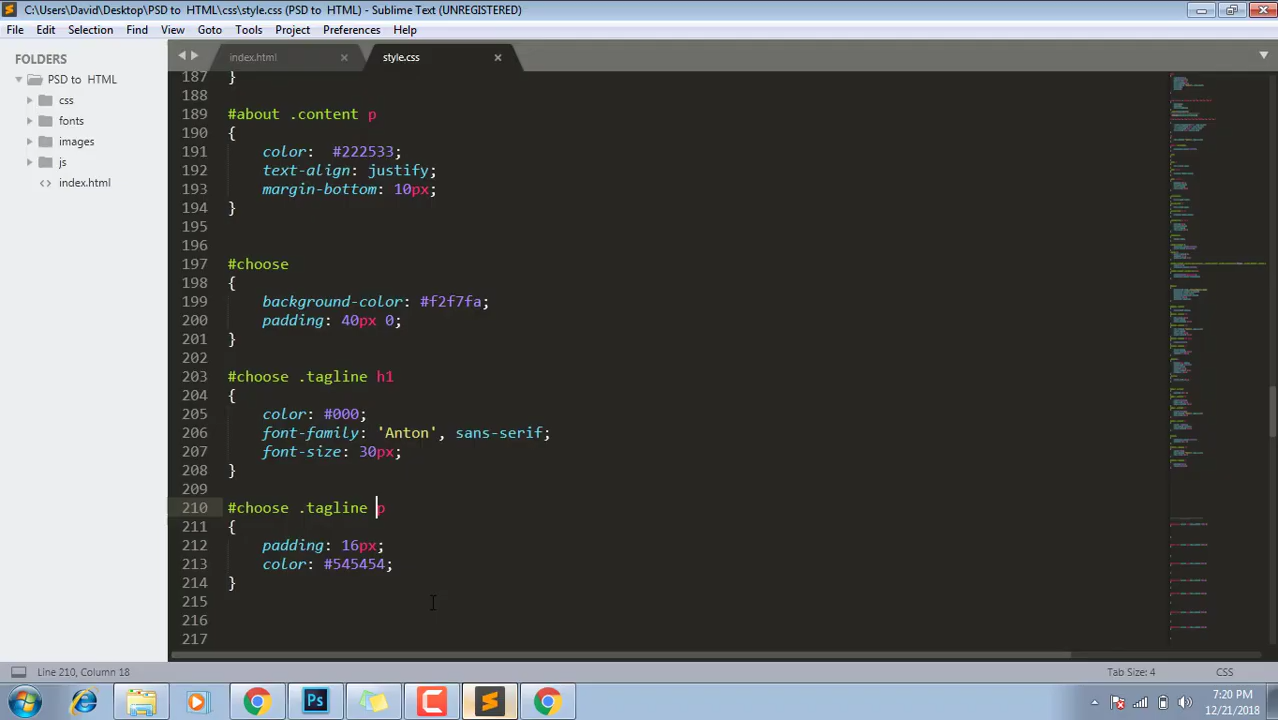 C:\Users\David\Desktop\PSD to HTML\css\style.css (PSD to HTML) - Sublime Text (UNREGISTERED)
File Edit Selection Find View Goto Tools Project Preferences Help
FOLDERS
PSD to HTML
css
fonts
images
js
index.html
index.html
style.css
187 }
188
189 #about .content p
190 {
191 color: #222533;
192 text-align: justify;
193 margin-bottom: 10px;
194 }
195
196
197 #choose
198 {
199 background-color: #f2f7fa;
200 padding: 40px 0;
201 }
202
203 #choose .tagline h1
204 {
205 color: #000;
206 font-family: 'Anton', sans-serif;
207 font-size: 30px;
208 }
209
210 #choose .tagline p
211 {
212 padding: 16px;
213 color: #545454;
214 }
215
216
217
Line 210, Column 18
Tab Size: 4
CSS
Ps
7:20 PM
12/21/2018